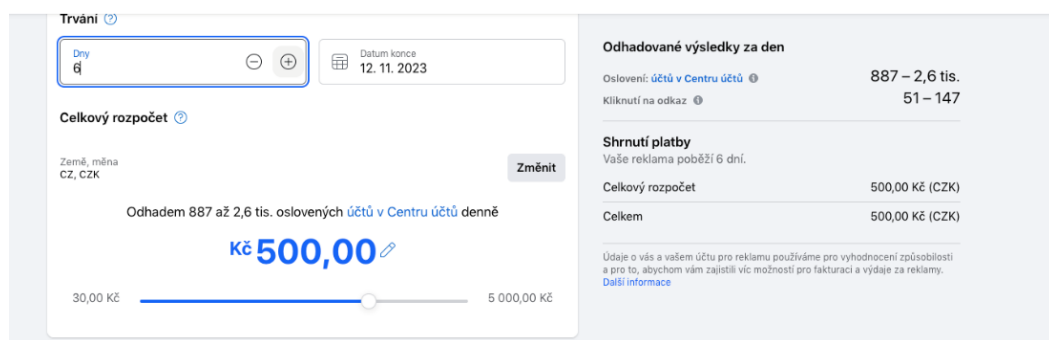 Trvání
Dny
6
Datum konce
12. 11. 2023
Celkový rozpočet
Země, měna
CZ, CZK
Změnit
Odhadem 887 až 2,6 tis. oslovených účtů v Centru účtů denně
Kč 500,00
30,00 Kč
5 000,00 Kč
Odhadované výsledky za den
Oslovení: účtů v Centru účtů 887 – 2,6 tis.
Kliknutí na odkaz 51 – 147
Shrnutí platby
Vaše reklama poběží 6 dní.
Celkový rozpočet 500,00 Kč (CZK)
Celkem 500,00 Kč (CZK)
Údaje o vás a vašem účtu pro reklamu používáme pro vyhodnocení způsobilosti
a pro to, abychom vám zajistili víc možností pro fakturaci a výdaje za reklamy.
Další informace